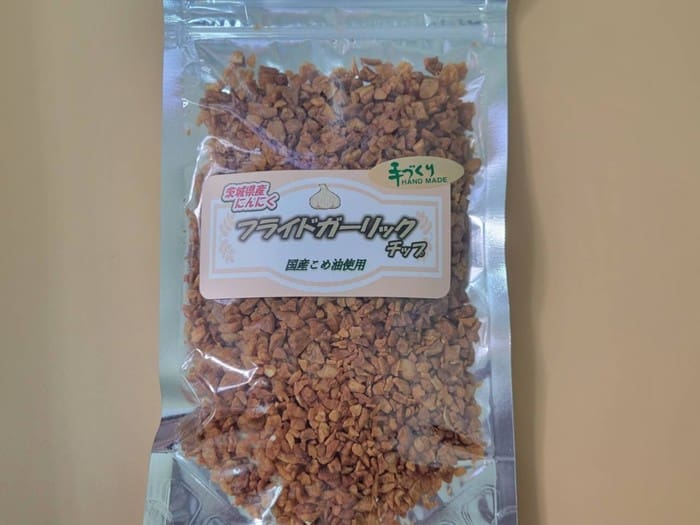 手づくり
HAND MADE
茨城県産
にんにく
フライドガーリック
チップ
国産こめ油使用